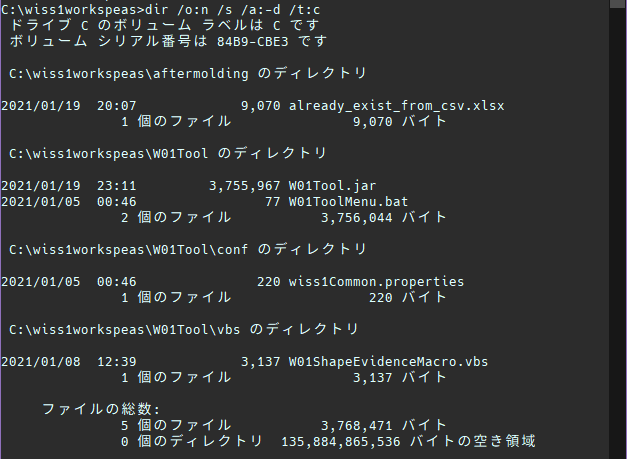 C:\wiss1workspeas>dir /o:n /s /a:-d /t:c
ドライブ C のボリューム ラベルは C です
ボリューム シリアル番号は 84B9-CBE3 です
C:\wiss1workspeas\aftermolding のディレクトリ
2021/01/19  20:07             9,070 already_exist_from_csv.xlsx
1 個のファイル               9,070 バイト
C:\wiss1workspeas\W01Tool のディレクトリ
2021/01/19  23:11         3,755,967 W01Tool.jar
2021/01/05  00:46                77 W01ToolMenu.bat
2 個のファイル           3,756,044 バイト
C:\wiss1workspeas\W01Tool\conf のディレクトリ
2021/01/05  00:46               220 wiss1Common.properties
1 個のファイル                 220 バイト
C:\wiss1workspeas\W01Tool\vbs のディレクトリ
2021/01/08  12:39             3,137 W01ShapeEvidenceMacro.vbs
1 個のファイル               3,137 バイト
ファイルの総数:
5 個のファイル           3,768,471 バイト
0 個のディレクトリ  135,884,865,536 バイトの空き領域